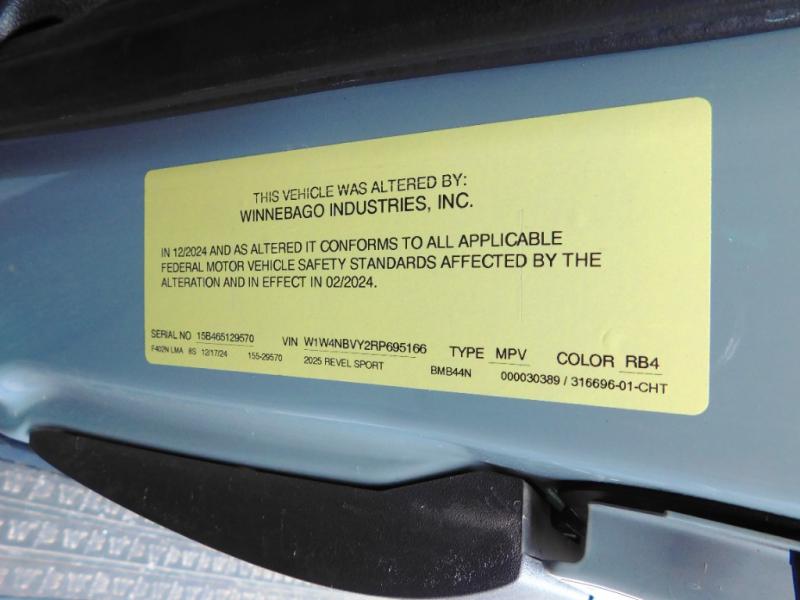 THIS VEHICLE WAS ALTERED BY:
WINNEBAGO INDUSTRIES, INC.
IN 12/2024 AND AS ALTERED IT CONFORMS TO ALL APPLICABLE
FEDERAL MOTOR VEHICLE SAFETY STANDARDS AFFECTED BY THE
ALTERATION AND IN EFFECT IN 02/2024.
SERIAL NO 15B465129570 VIN W1W4NBVY2RP695166 TYPE MPV COLOR RB4
F402N LMA 8S 12/17/24 155-29570 2025 REVEL SPORT BMB44N 000030389 / 316696-01-CHT